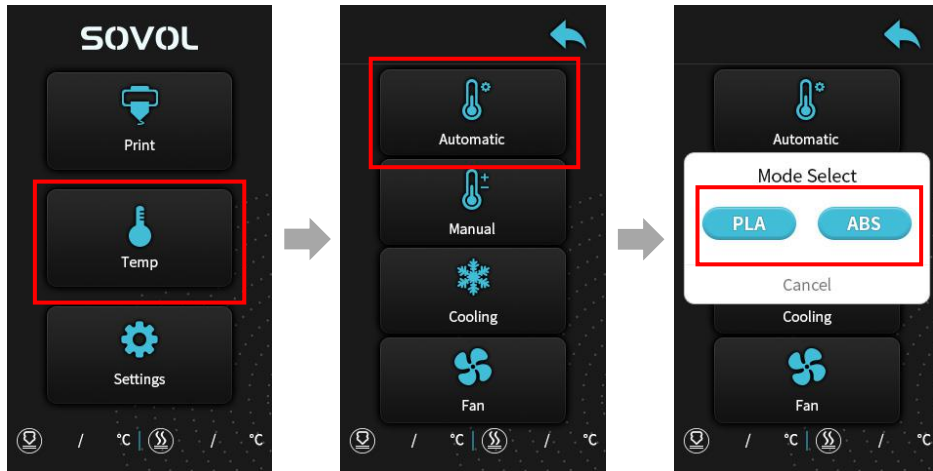 SOVOL
Print
Temp
Settings
/ °C | / °C
Automatic
Manual
Cooling
Fan
/ °C | / °C
Automatic
Mode Select
PLA ABS
Cancel
Cooling
Fan
/ °C | / °C